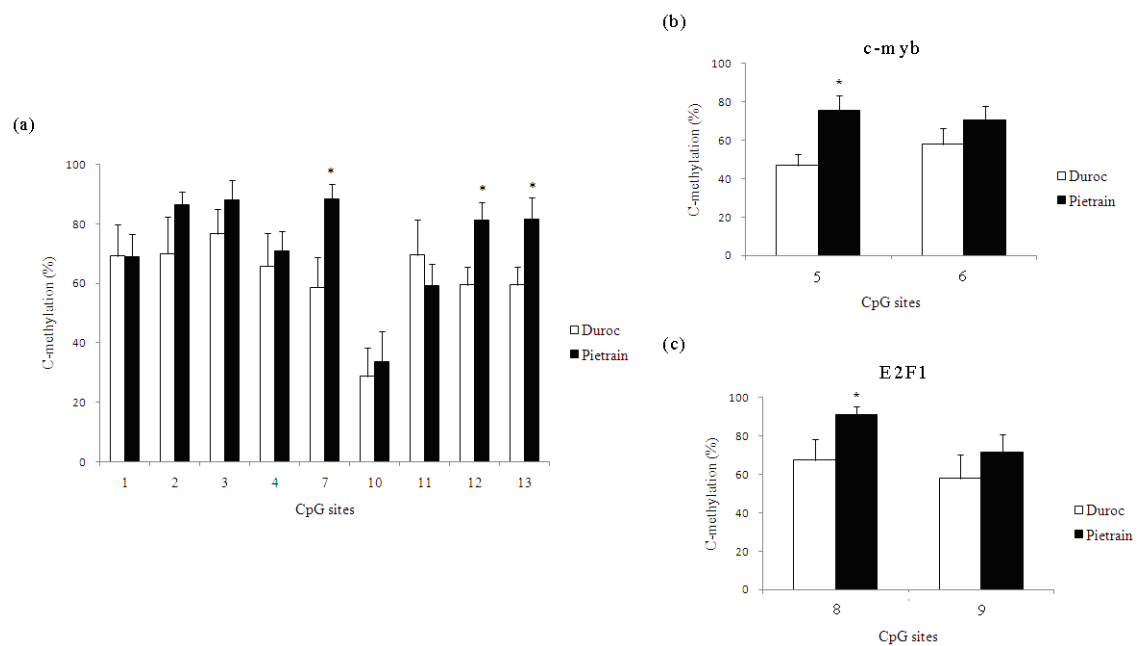 (a)
C-methylation (%)
100
80
60
40
20
0
*
*
*
1 2 3 4 7 10 11 12 13
CpG sites
Duroc
Pietrain
(b)
c-myb
C-methylation (%)
100
80
60
40
20
0
*
5 6
CpG sites
Duroc
Pietrain
(c)
E2F1
C-methylation (%)
100
80
60
40
20
0
*
8 9
CpG sites
Duroc
Pietrain